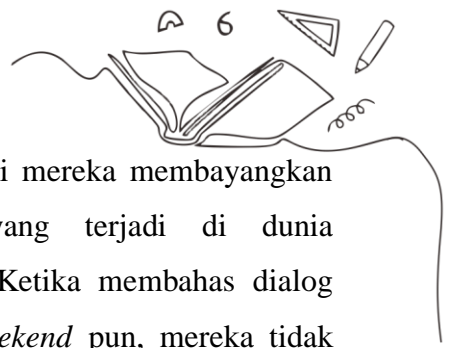 6
i mereka membayangkan
yang terjadi di dunia
Ketika membahas dialog
ekend pun, mereka tidak